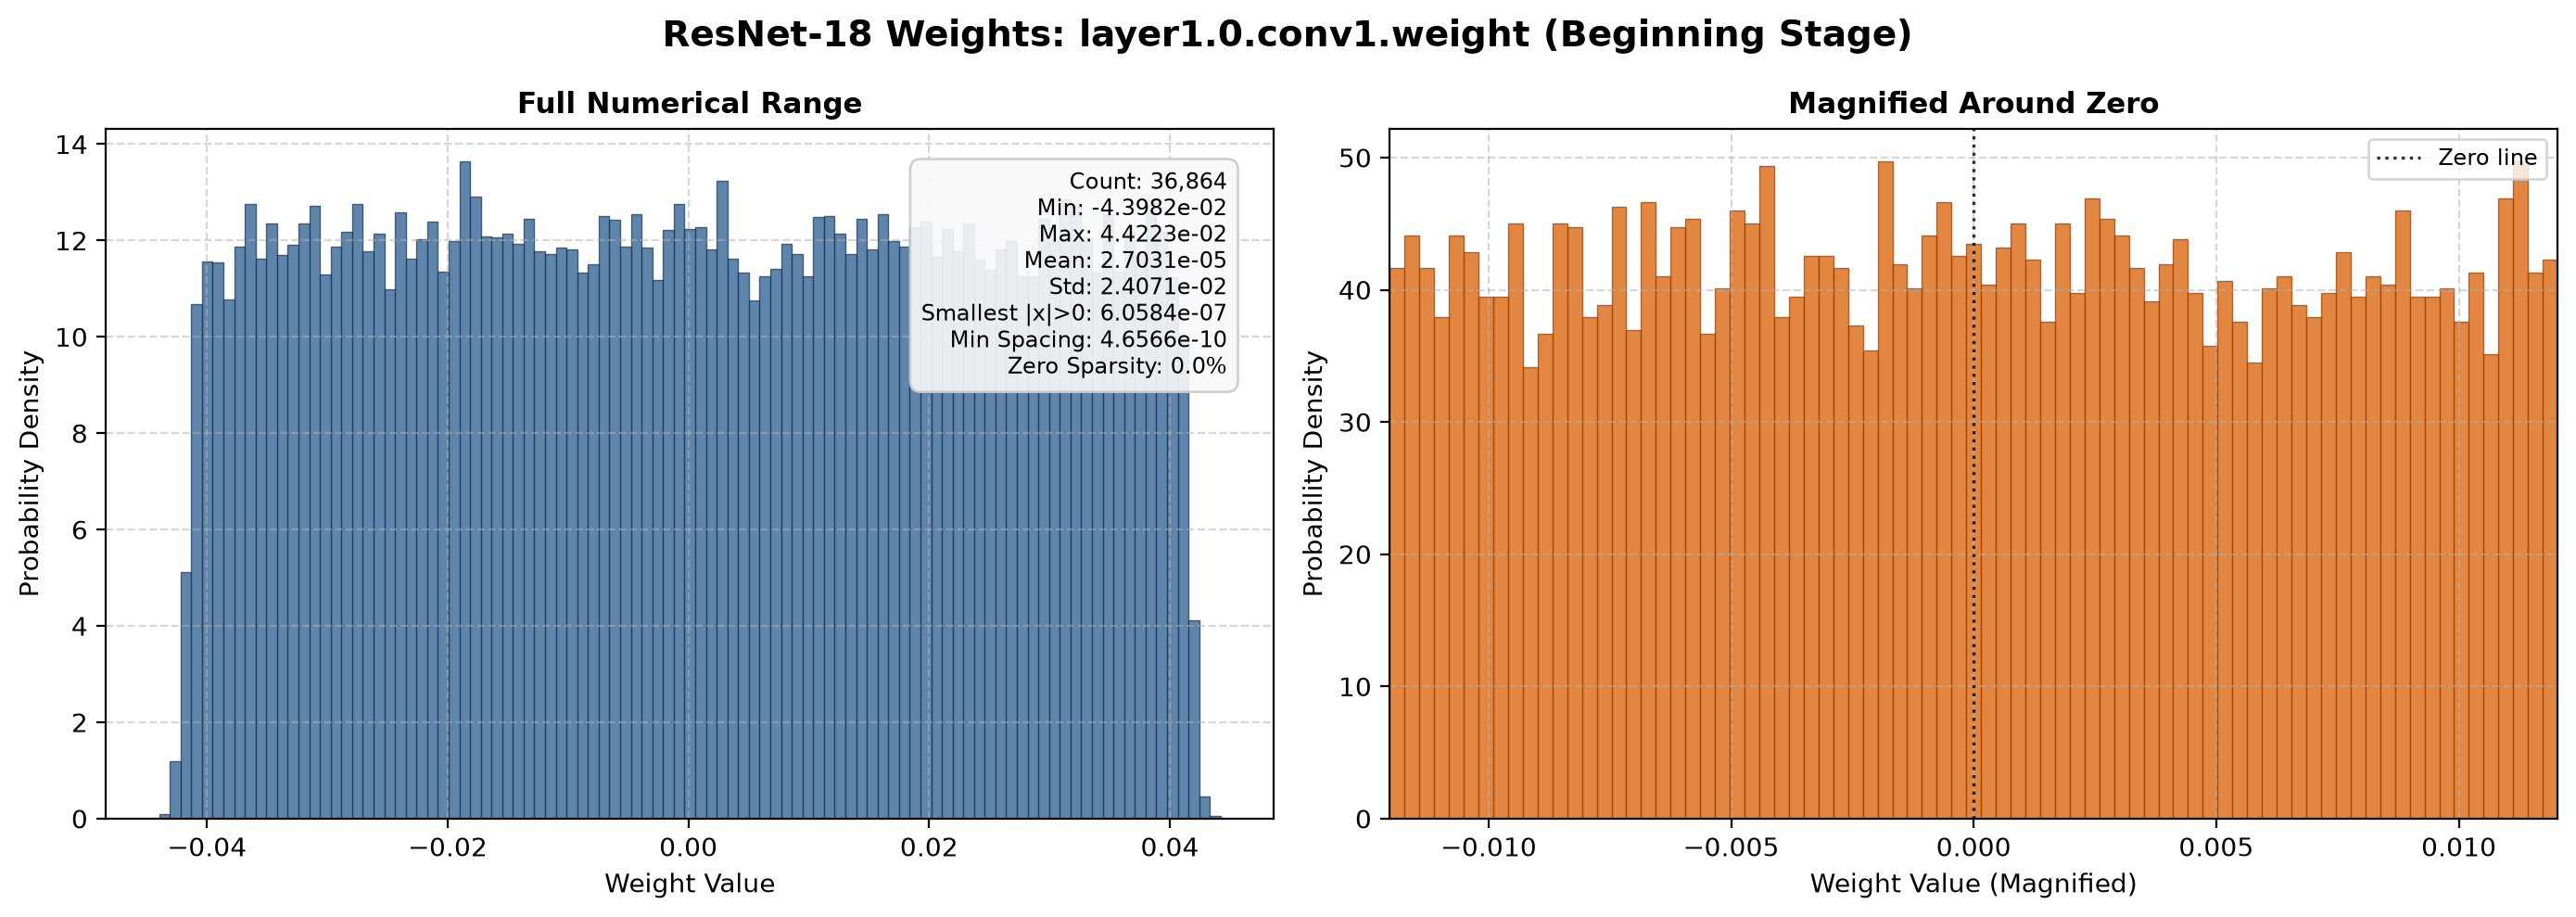 ResNet-18 Weights: layer1.0.conv1.weight (Beginning Stage)
Full Numerical Range
14
12
10
8
6
4
2
0
Probability Density
Count: 36,864
Min: -4.3982e-02
Max: 4.4223e-02
Mean: 2.7031e-05
Std: 2.4071e-02
Smallest |x|>0: 6.0584e-07
Min Spacing: 4.6566e-10
Zero Sparsity: 0.0%
−0.04 −0.02 0.00 0.02 0.04
Weight Value
Magnified Around Zero
50
40
30
20
10
0
Probability Density
Zero line
−0.010 −0.005 0.000 0.005 0.010
Weight Value (Magnified)